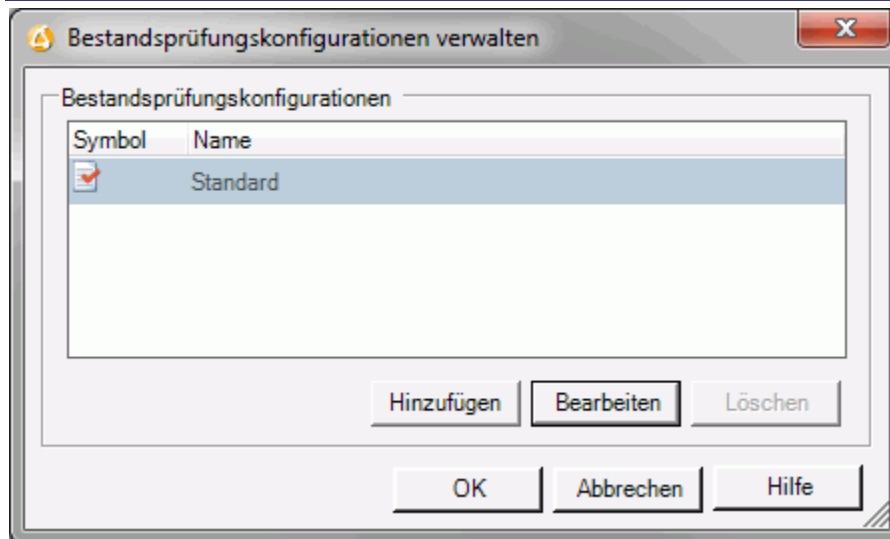 Bestandsprüfungskonfigurationen verwalten
Bestandsprüfungskonfigurationen
Symbol Name
Standard
Hinzufügen Bearbeiten Löschen
OK Abbrechen Hilfe